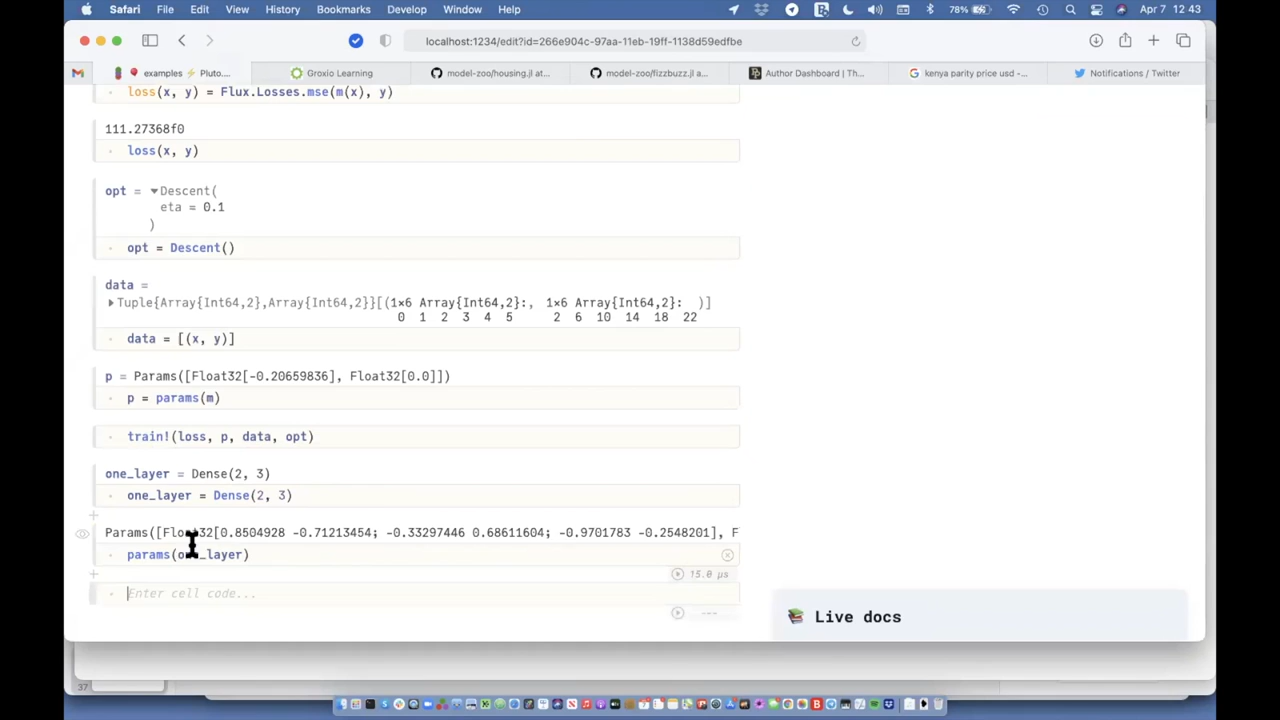 Safari File Edit View History Bookmarks Develop Window Help 78% Apr 7 12 43
localhost:1234/edit?id=266e904c-97aa-11eb-19ff-1138d59edfbe
examples ⚡ Pluto.... Groxio Learning model-zoo/housing.jl at... model-zoo/fizzbuzz.jl a... Author Dashboard | Th... kenya parity price usd -... Notifications / Twitter
loss(x, y) = Flux.Losses.mse(m(x), y)
111.27368f0
loss(x, y)
opt = ▼Descent(
eta = 0.1
)
opt = Descent()
data =
▶Tuple{Array{Int64,2},Array{Int64,2}}[(1×6 Array{Int64,2}:, 1×6 Array{Int64,2}: )]
0 1 2 3 4 5 2 6 10 14 18 22
data = [(x, y)]
p = Params([Float32[-0.20659836], Float32[0.0]])
p = params(m)
train!(loss, p, data, opt)
one_layer = Dense(2, 3)
one_layer = Dense(2, 3)
Params([Float32[0.8504928 -0.71213454; -0.33297446 0.68611604; -0.9701783 -0.2548201], F
params(one_layer)
15.0 μs
Enter cell code...
---
Live docs
37